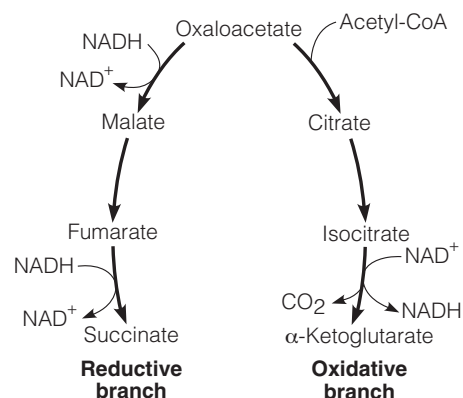 Oxaloacetate
Acetyl-CoA
NADH
NAD⁺
Malate
Citrate
Fumarate
Isocitrate
NADH
NAD⁺
NAD⁺
CO₂
NADH
Succinate
α-Ketoglutarate
Reductive
branch
Oxidative
branch